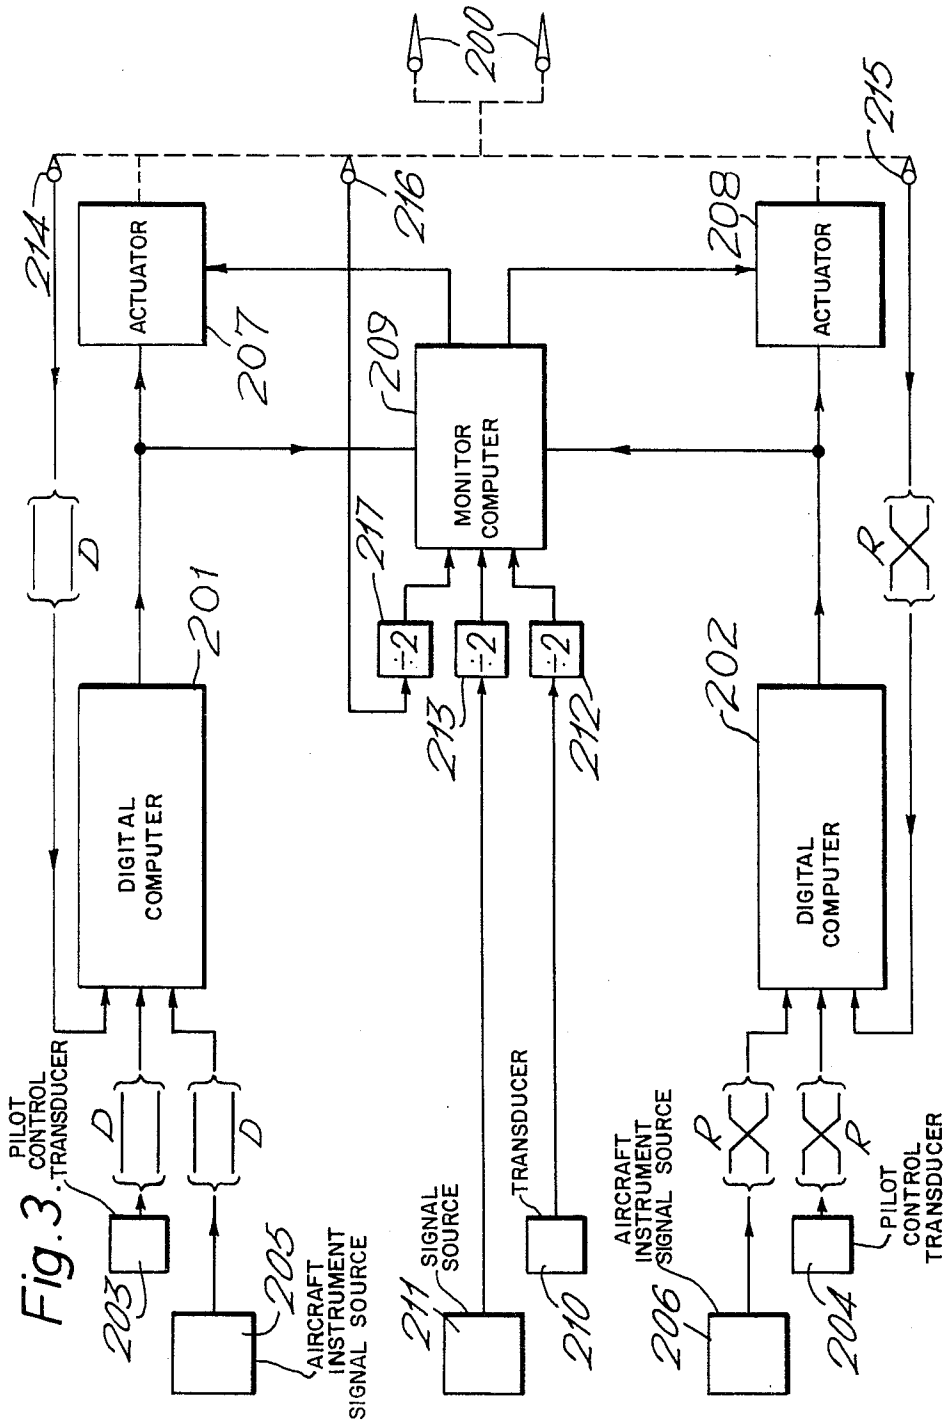 Fig. 3.
PILOT
CONTROL
TRANSDUCER
203
D
D
205
AIRCRAFT
INSTRUMENT
SIGNAL SOURCE
DIGITAL
COMPUTER
201
D
214
ACTUATOR
207
211
SIGNAL
SOURCE
TRANSDUCER
210
217
÷2
÷2
÷2
213
212
MONITOR
COMPUTER
209
216
200
AIRCRAFT
INSTRUMENT
SIGNAL SOURCE
206
R
R
204
PILOT
CONTROL
TRANSDUCER
DIGITAL
COMPUTER
202
R
ACTUATOR
208
215